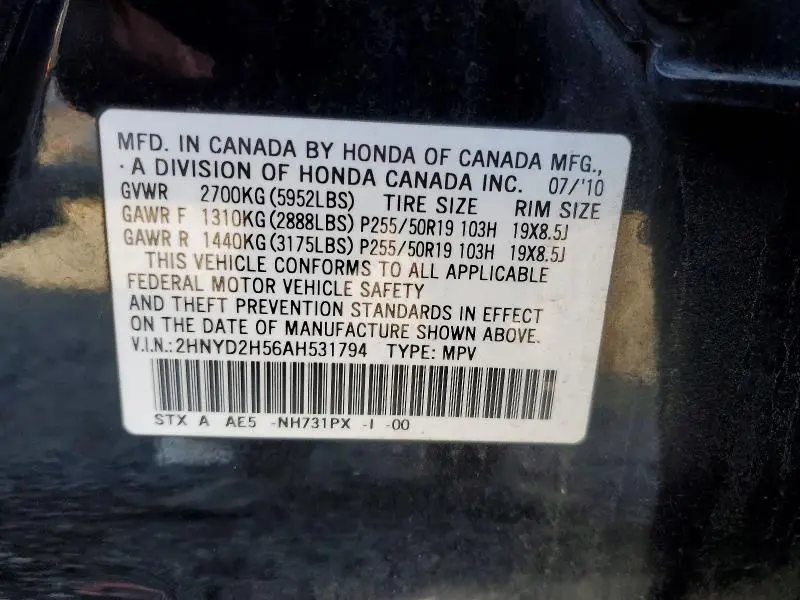 MFD. IN CANADA BY HONDA OF CANADA MFG.,
. A DIVISION OF HONDA CANADA INC. 07/'10
GVWR 2700KG(5952LBS) TIRE SIZE RIM SIZE
GAWR F 1310KG(2888LBS) P255/50R19 103H 19X8.5J
GAWR R 1440KG(3175LBS) P255/50R19 103H 19X8.5J
THIS VEHICLE CONFORMS TO ALL APPLICABLE
FEDERAL MOTOR VEHICLE SAFETY
AND THEFT PREVENTION STANDARDS IN EFFECT
ON THE DATE OF MANUFACTURE SHOWN ABOVE.
V.I.N.:2HNYD2H56AH531794 TYPE: MPV
STX A AE5 -NH731PX -I -00